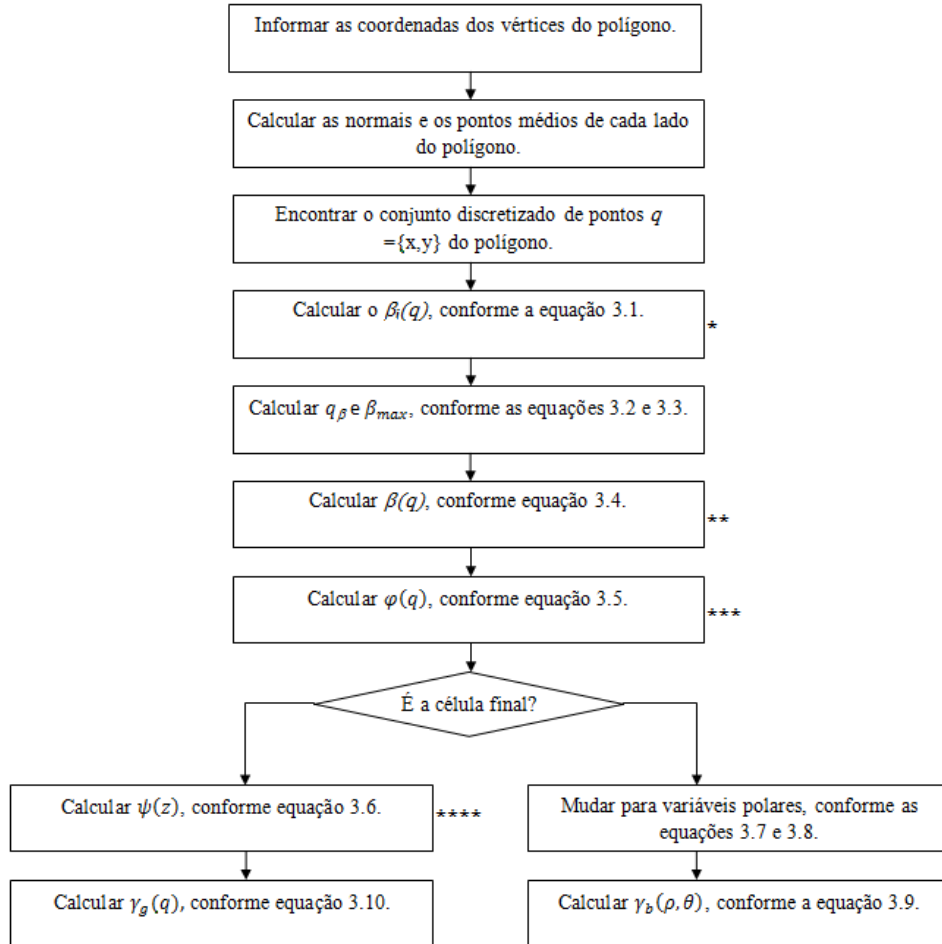 Informar as coordenadas dos vértices do polígono.
Calcular as normais e os pontos médios de cada lado
do polígono.
Encontrar o conjunto discretizado de pontos q
={x,y} do polígono.
Calcular o βi(q), conforme a equação 3.1.
*
Calcular qβ e βmax, conforme as equações 3.2 e 3.3.
Calcular β(q), conforme equação 3.4.
**
Calcular φ(q), conforme equação 3.5.
***
É a célula final?
Calcular ψ(z), conforme equação 3.6.
****
Mudar para variáveis polares, conforme as
equações 3.7 e 3.8.
Calcular γg(q), conforme equação 3.10.
Calcular γb(ρ,θ), conforme a equação 3.9.